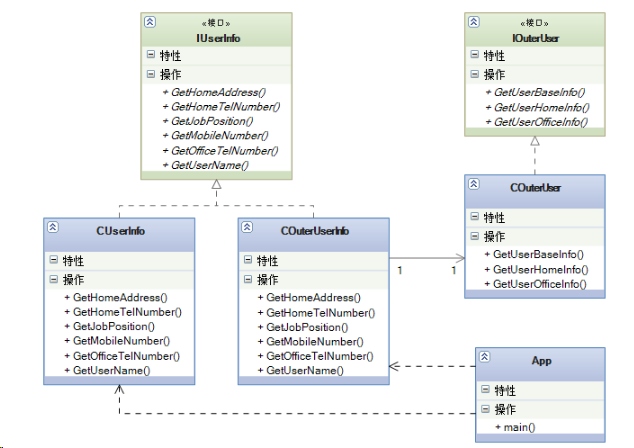 «接口»
IUserInfo
特性
操作
+ GetHomeAddress()
+ GetHomeTelNumber()
+ GetJobPosition()
+ GetMobileNumber()
+ GetOfficeTelNumber()
+ GetUserName()
«接口»
IOuterUser
特性
操作
+ GetUserBaseInfo()
+ GetUserHomeInfo()
+ GetUserOfficeInfo()
CUserInfo
特性
操作
+ GetHomeAddress()
+ GetHomeTelNumber()
+ GetJobPosition()
+ GetMobileNumber()
+ GetOfficeTelNumber()
+ GetUserName()
COuterUserInfo
特性
操作
+ GetHomeAddress()
+ GetHomeTelNumber()
+ GetJobPosition()
+ GetMobileNumber()
+ GetOfficeTelNumber()
+ GetUserName()
1
1
COuterUser
特性
操作
+ GetUserBaseInfo()
+ GetUserHomeInfo()
+ GetUserOfficeInfo()
App
特性
操作
+ main()